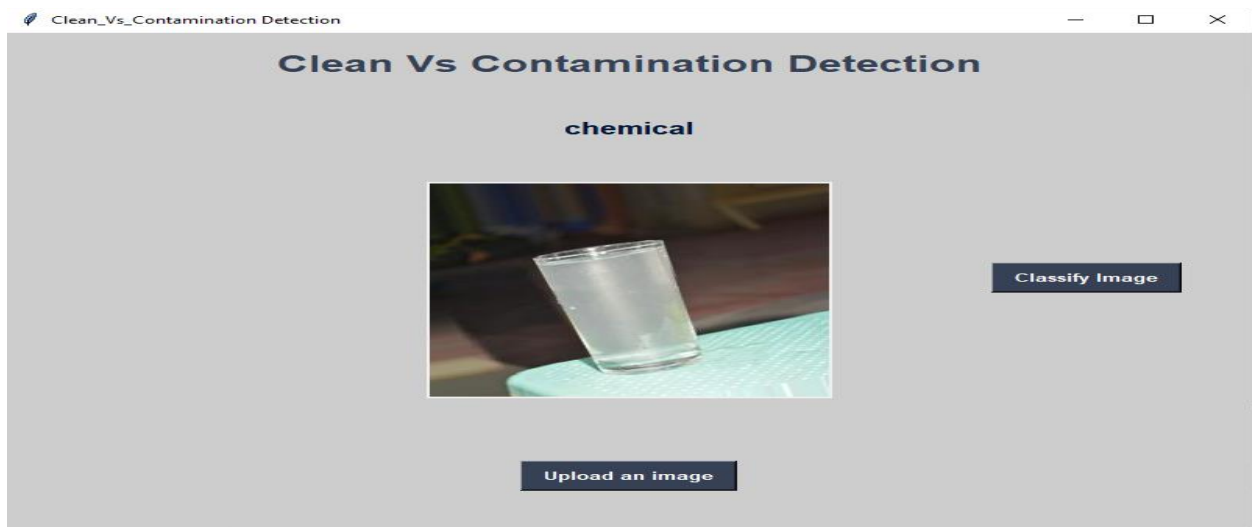 Clean_Vs_Contamination Detection
Clean Vs Contamination Detection
chemical
Classify Image
Upload an image